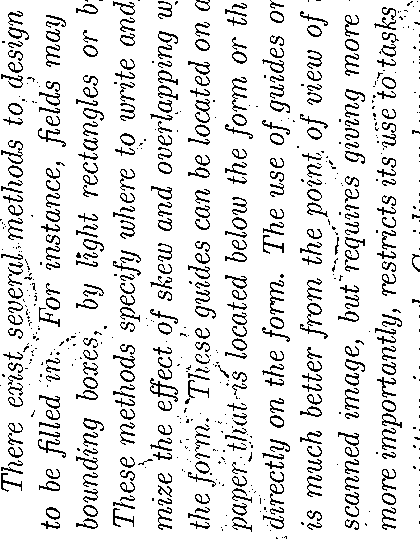 There exist several methods to design
to be filled in. For instance, fields may
bounding boxes, by light rectangles or b
These methods specify where to write and
mize the effect of skew and overlapping w
the form. These guides can be located on a
paper that is located below the form or th
directly on the form. The use of guides or
is much better from the point of view of
scanned image, but requires giving more
more importantly, restricts its use to tasks